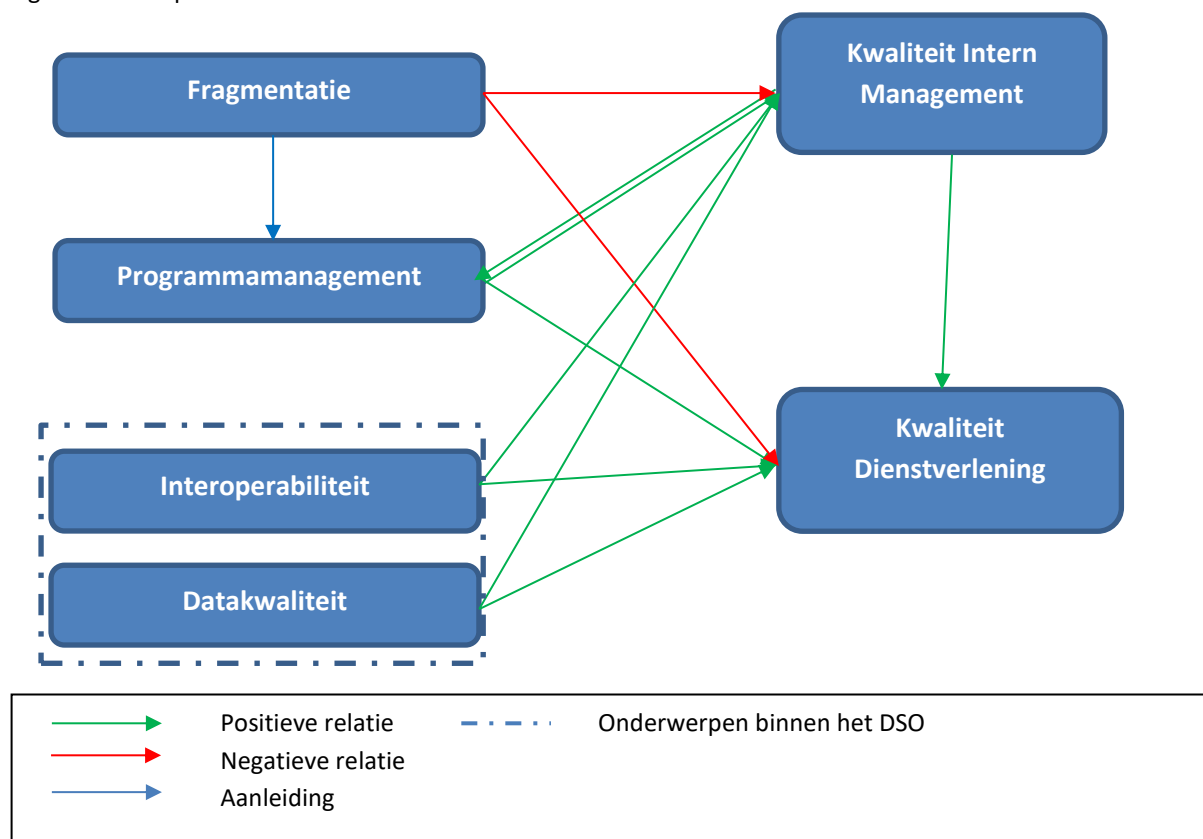 Fragmentatie
Kwaliteit Intern
Management
Programmamanagement
Kwaliteit
Dienstverlening
Interoperabiliteit
Datakwaliteit
Positieve relatie
Onderwerpen binnen het DSO
Negatieve relatie
Aanleiding